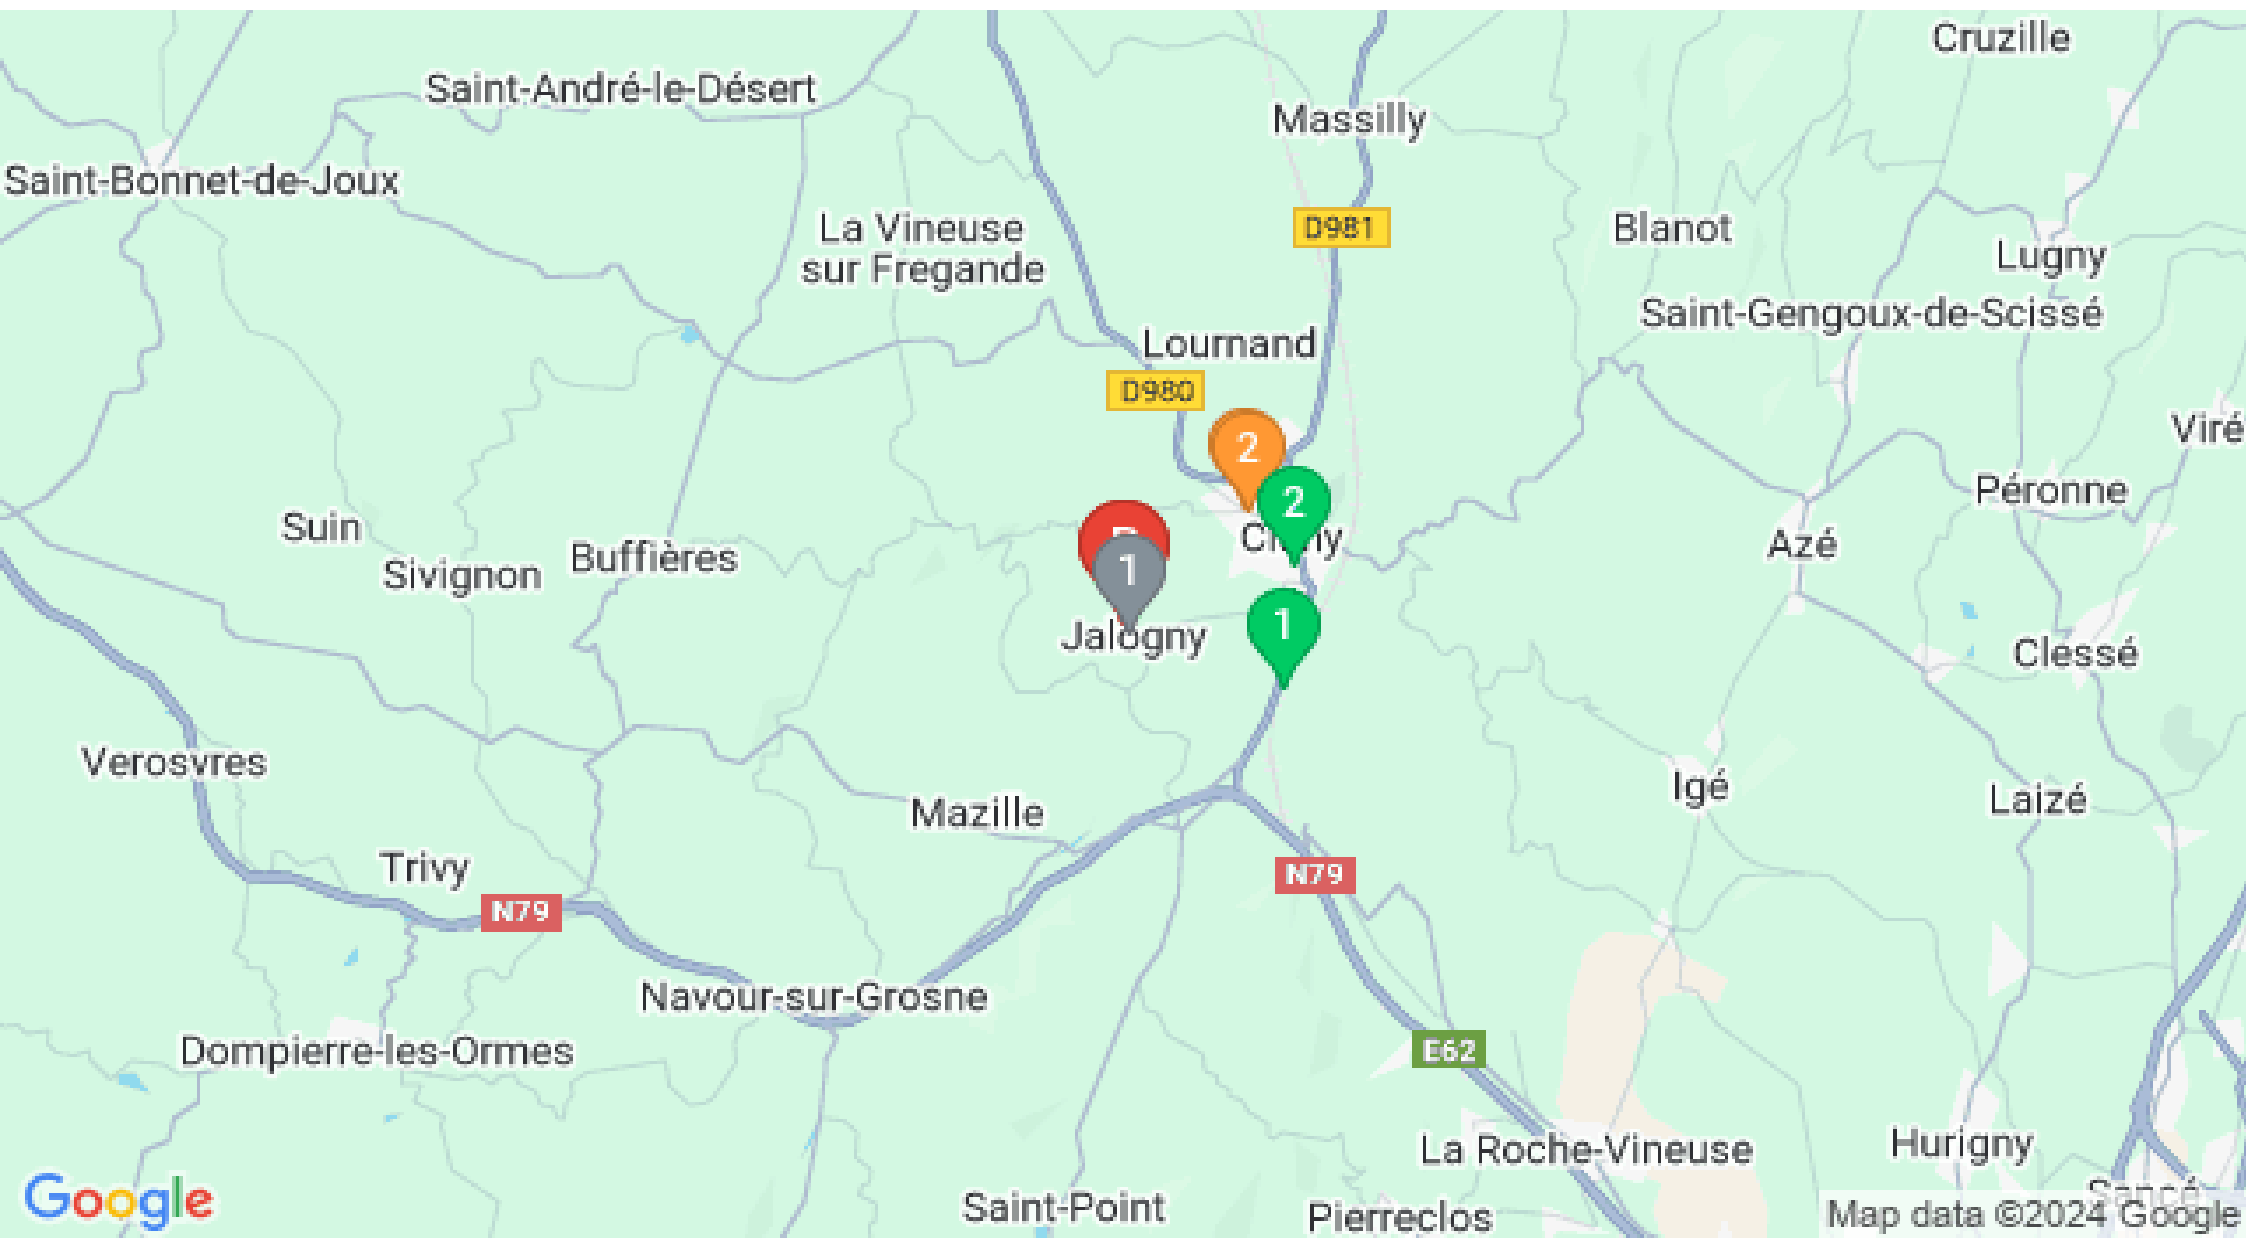 Cruzille
Saint-André-le-Désert
Massilly
Saint-Bonnet-de-Joux
La Vineuse
sur Fregande
D981
Blanot
Lugny
Saint-Gengoux-de-Scissé
Lournand
D980
Viré
2
2
Péronne
Suin
Azé
Buffières
Sivignon
1
1
Jalogny
Clessé
Verosvres
Igé
Laizé
Mazille
Trivy
N79
N79
Navour-sur-Grosne
Dompierre-les-Ormes
E62
La Roche-Vineuse
Hurigny
Google
Saint-Point
Pierreclos
Sancé
Map data ©2024 Google